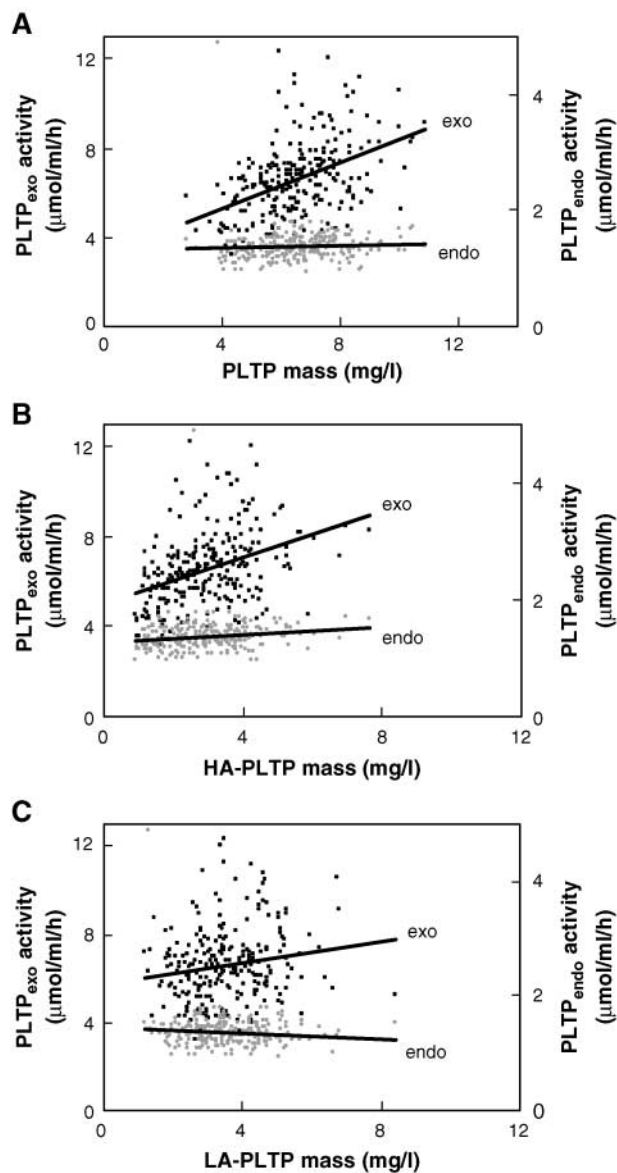 A
12
8
4
0
PLTPexo activity
(µmol/ml/h)
exo
endo
4
2
0
PLTPendo activity
(µmol/ml/h)
0
4
8
12
PLTP mass (mg/l)
B
12
8
4
0
PLTPexo activity
(µmol/ml/h)
exo
endo
4
2
0
PLTPendo activity
(µmol/ml/h)
0
4
8
12
HA-PLTP mass (mg/l)
C
12
8
4
0
PLTPexo activity
(µmol/ml/h)
exo
endo
4
2
0
PLTPendo activity
(µmol/ml/h)
0
4
8
12
LA-PLTP mass (mg/l)